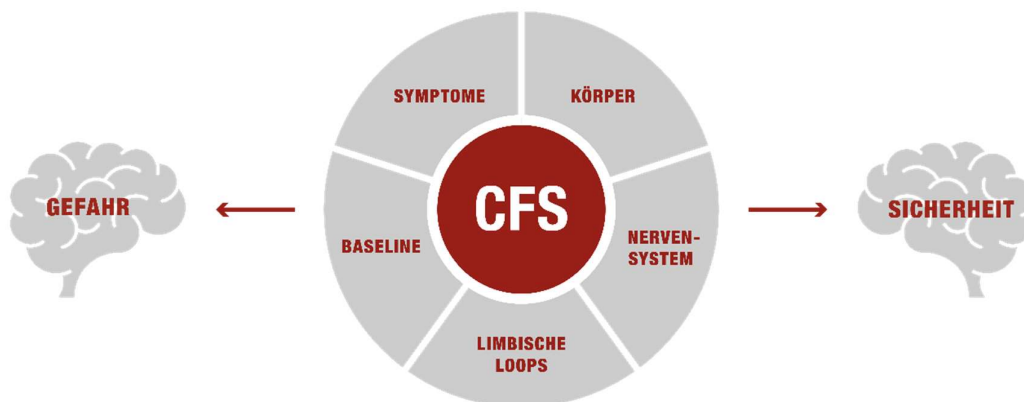 SYMPTOME
KÖRPER
GEFAHR
CFS
SICHERHEIT
BASELINE
NERVEN-
SYSTEM
LIMBISCHE
LOOPS